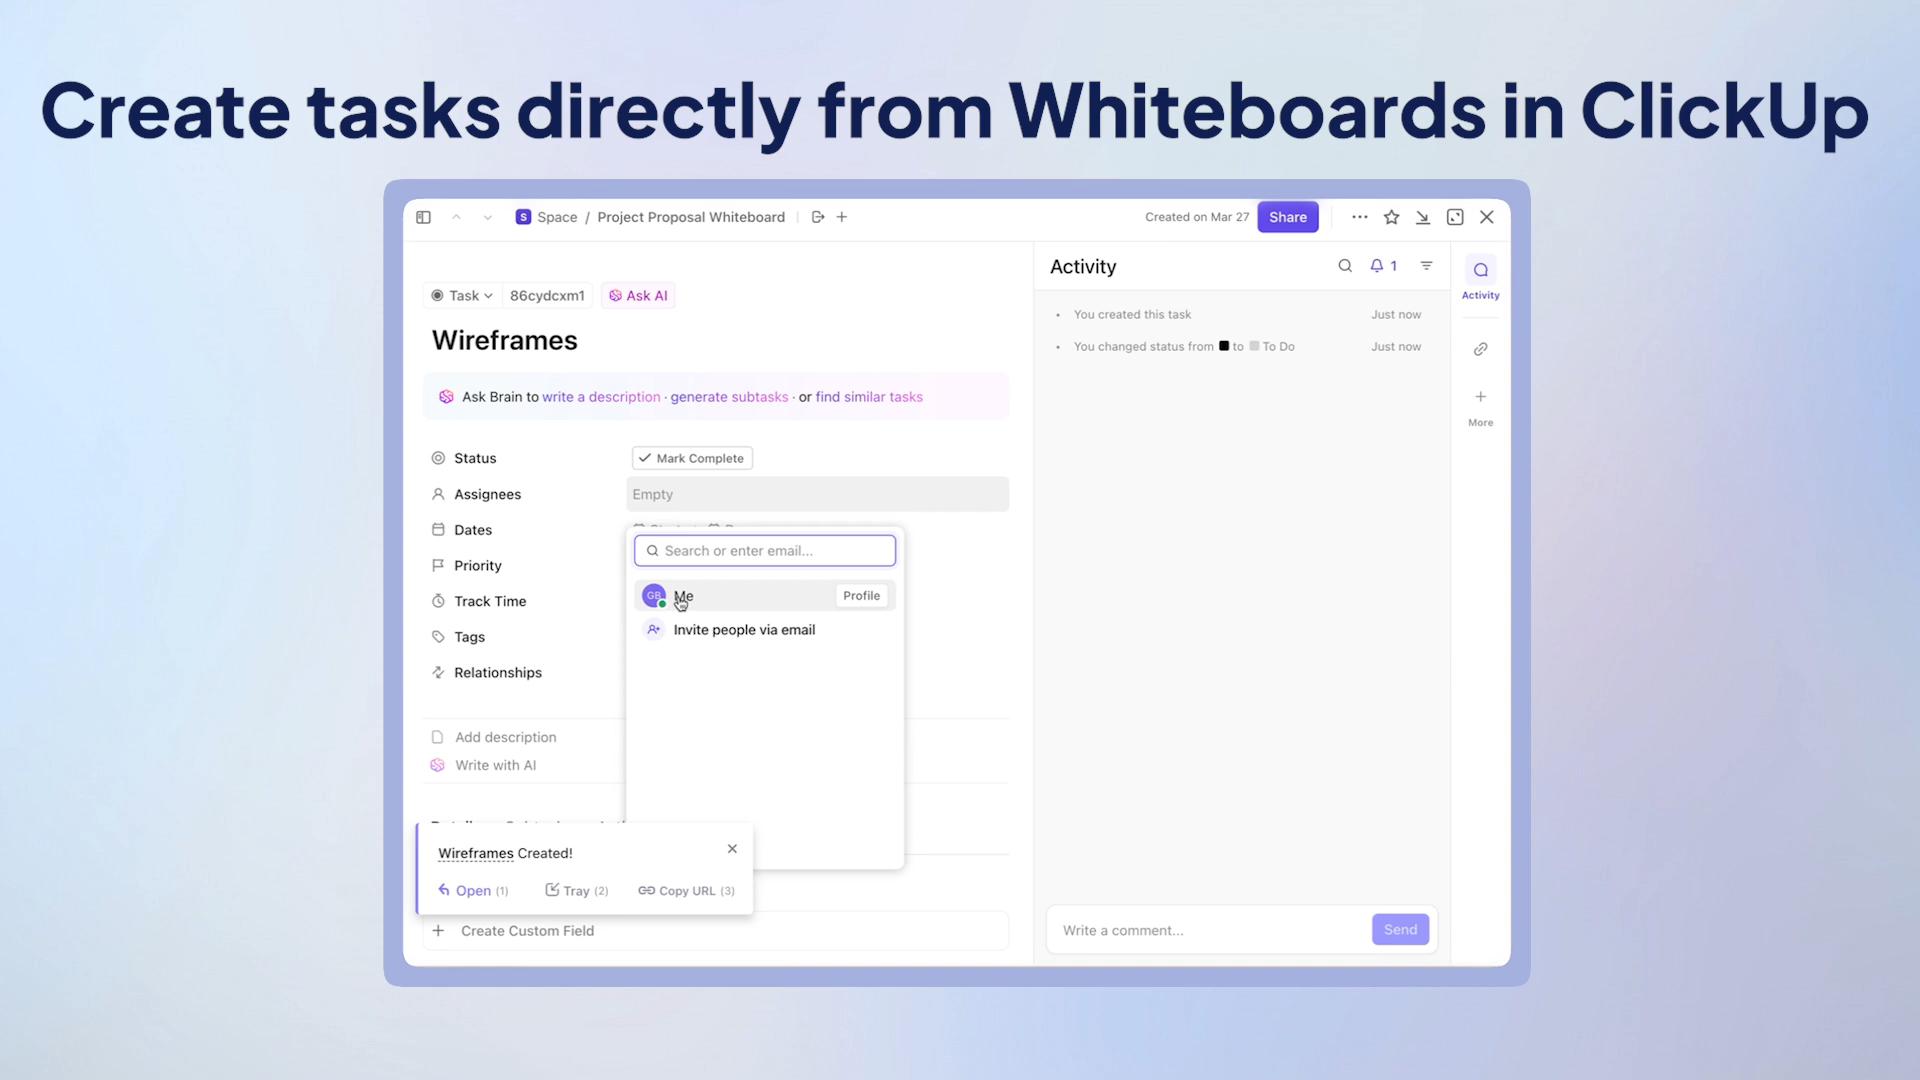 Create tasks directly from Whiteboards in ClickUp
S Space / Project Proposal Whiteboard
Created on Mar 27
Share
Task
86cydcxm1
Ask AI
Wireframes
Ask Brain to write a description · generate subtasks · or find similar tasks
Status
Mark Complete
Assignees
Empty
Dates
Priority
Track Time
Tags
Relationships
Search or enter email...
GB
Me
Profile
Invite people via email
Add description
Write with AI
Wireframes Created!
Open (1)
Tray (2)
Copy URL (3)
Create Custom Field
Activity
1
• You created this task
Just now
• You changed status from to To Do
Just now
Write a comment...
Send
Activity
More